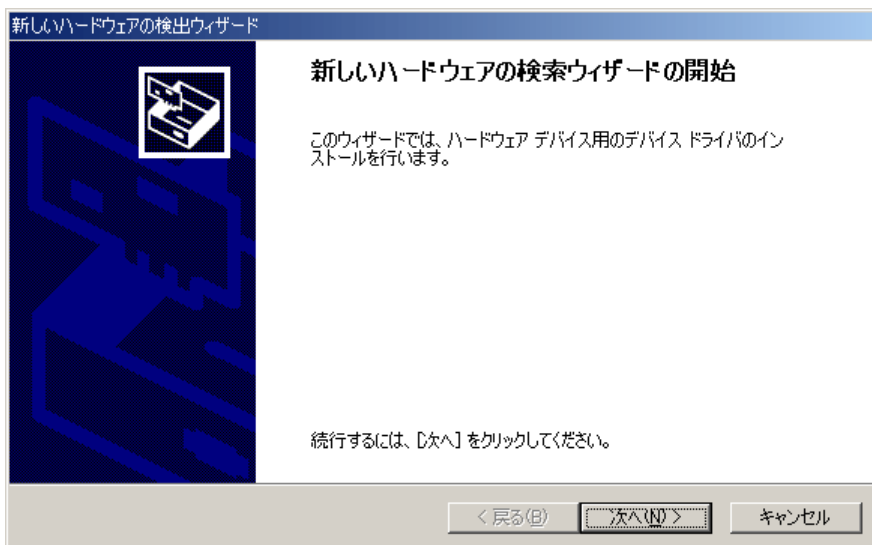 新しいハードウェアの検出ウィザード
新しいハードウェアの検索ウィザードの開始
このウィザードでは、ハードウェア デバイス用のデバイス ドライバのイン
ストールを行います。
続行するには、[次へ] をクリックしてください。
< 戻る(B)
次へ(N) >
キャンセル